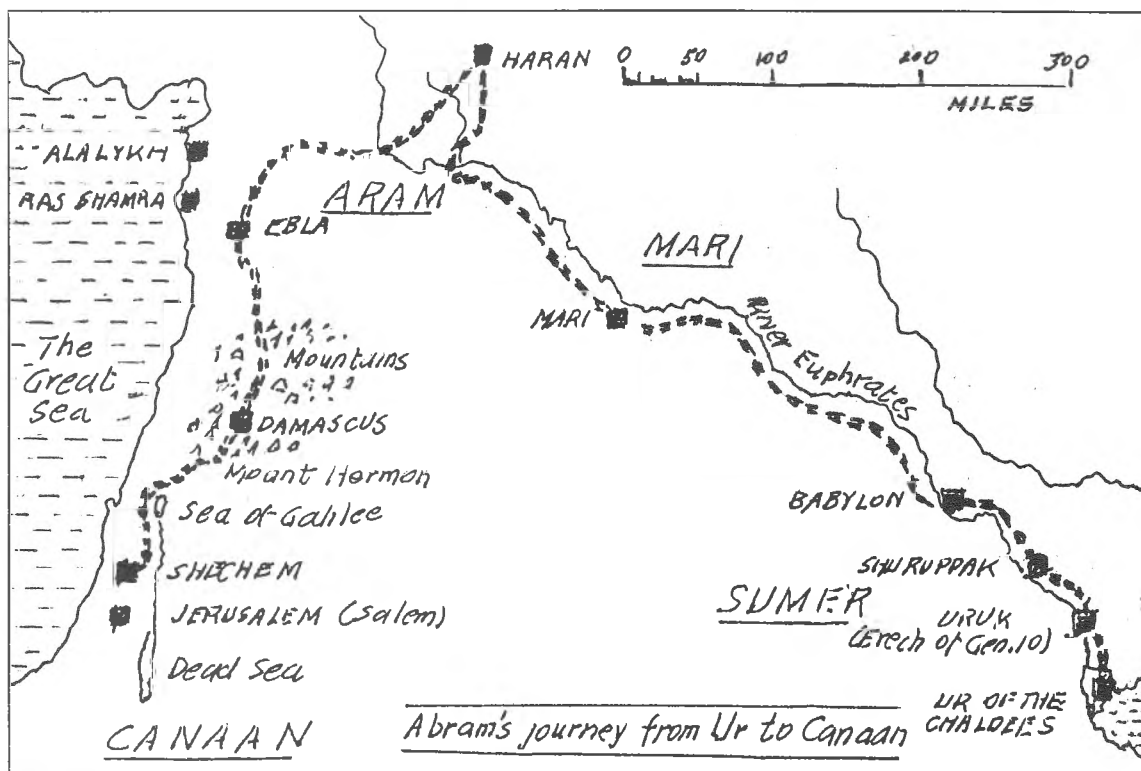 HARAN
0 50 100 200 300
MILES
ALALYKH
RAS SHAMRA
ARAM
EBLA
MARI
MARI
River Euphrates
The
Great
Sea
Mountains
DAMASCUS
Mount Hermon
Sea of Galilee
BABYLON
SHECHEM
SHURUPPAK
JERUSALEM (Salem)
SUMER
URUK
(Erech of Gen.10)
Dead Sea
UR OF THE
CHALDEES
CANAAN
Abram's journey from Ur to Canaan